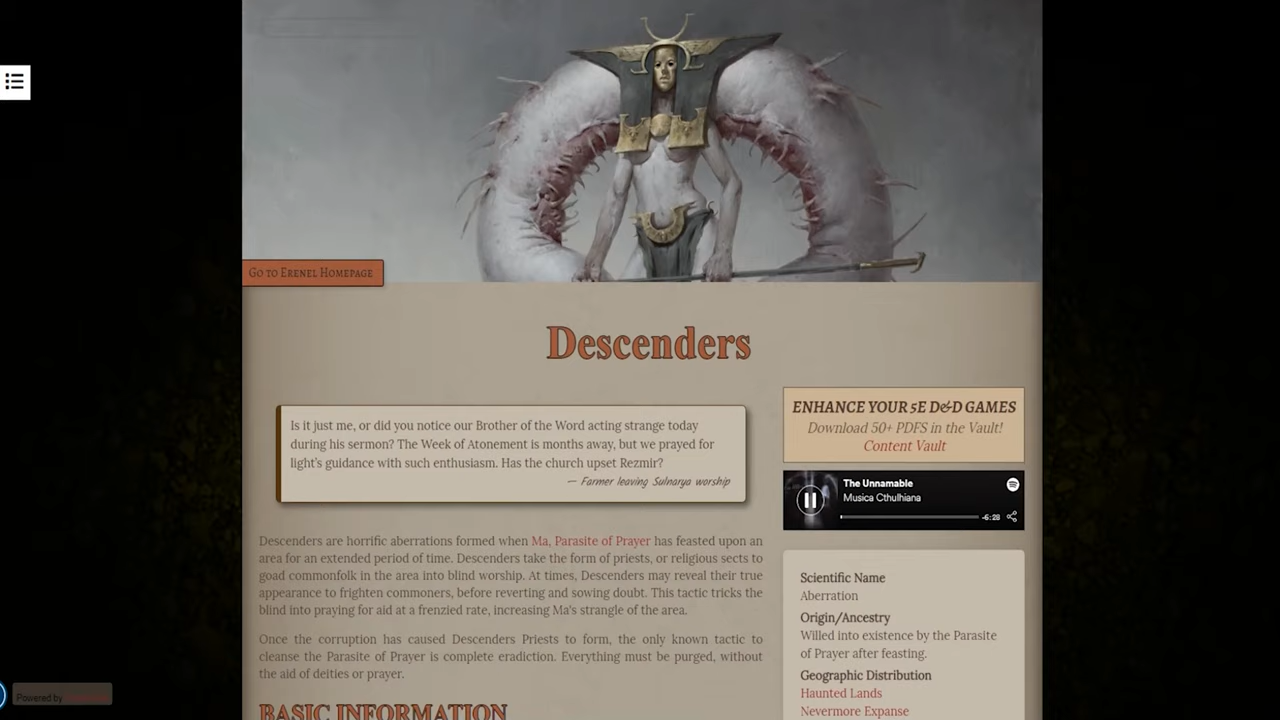 Go to Erenel Homepage
Descenders
Is it just me, or did you notice our Brother of the Word acting strange today
during his sermon? The Week of Atonement is months away, but we prayed for
light's guidance with such enthusiasm. Has the church upset Rezmir?
— Farmer leaving Sulnarya worship
Descenders are horrific aberrations formed when Ma, Parasite of Prayer has feasted upon an
area for an extended period of time. Descenders take the form of priests, or religious sects to
goad commonfolk in the area into blind worship. At times, Descenders may reveal their true
appearance to frighten commoners, before reverting and sowing doubt. This tactic tricks the
blind into praying for aid at a frenzied rate, increasing Ma's strangle of the area.
Once the corruption has caused Descenders Priests to form, the only known tactic to
cleanse the Parasite of Prayer is complete eradication. Everything must be purged, without
the aid of deities or prayer.
BASIC INFORMATION
ENHANCE YOUR 5E D&D GAMES
Download 50+ PDFS in the Vault!
Content Vault
The Unnamable
Musica Cthulhiana
-6:28
Scientific Name
Aberration
Origin/Ancestry
Willed into existence by the Parasite
of Prayer after feasting.
Geographic Distribution
Haunted Lands
Nevermore Expanse
Powered by